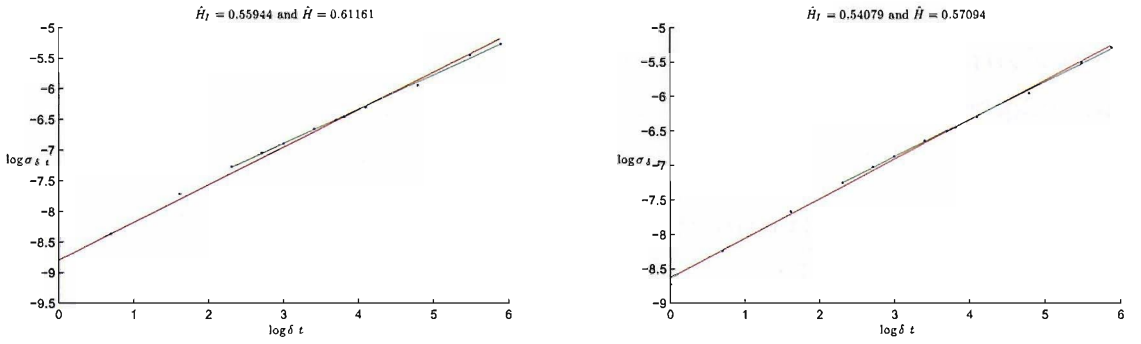 Ĥ_I = 0.55944 and Ĥ = 0.61161
-5
-5.5
-6
-6.5
-7
log σ_δ t
-7.5
-8
-8.5
-9
-9.5
0 1 2 3 4 5 6
log δ t
Ĥ_I = 0.54079 and Ĥ = 0.57094
-5
-5.5
-6
-6.5
-7
log σ_δ
-7.5
-8
-8.5
-9
0 1 2 3 4 5 6
log δ t